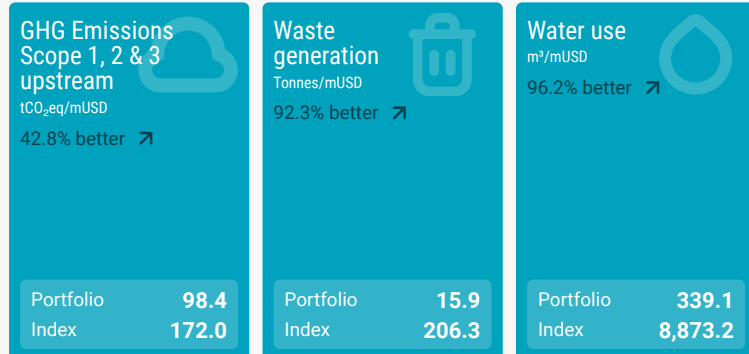 GHG Emissions
Scope 1, 2 & 3
upstream
tCO₂eq/mUSD
42.8% better
Portfolio 98.4
Index 172.0
Waste
generation
Tonnes/mUSD
92.3% better
Portfolio 15.9
Index 206.3
Water use
m³/mUSD
96.2% better
Portfolio 339.1
Index 8,873.2